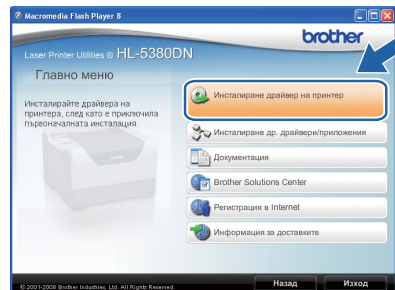 Macromedia Flash Player 8
brother
Laser Printer Utilities ® HL-5380DN
Главно меню
Инсталирайте драйвера на
принтера, след като е приключила
първоначалната инсталация.
Инсталиране драйвер на принтер
Инсталиране др. драйвери/приложения
Документация
Brother Solutions Center
Регистрация в Internet
Информация за доставките
© 2001-2008 Brother Industries, Ltd. All Rights Reserved.
Назад
Изход